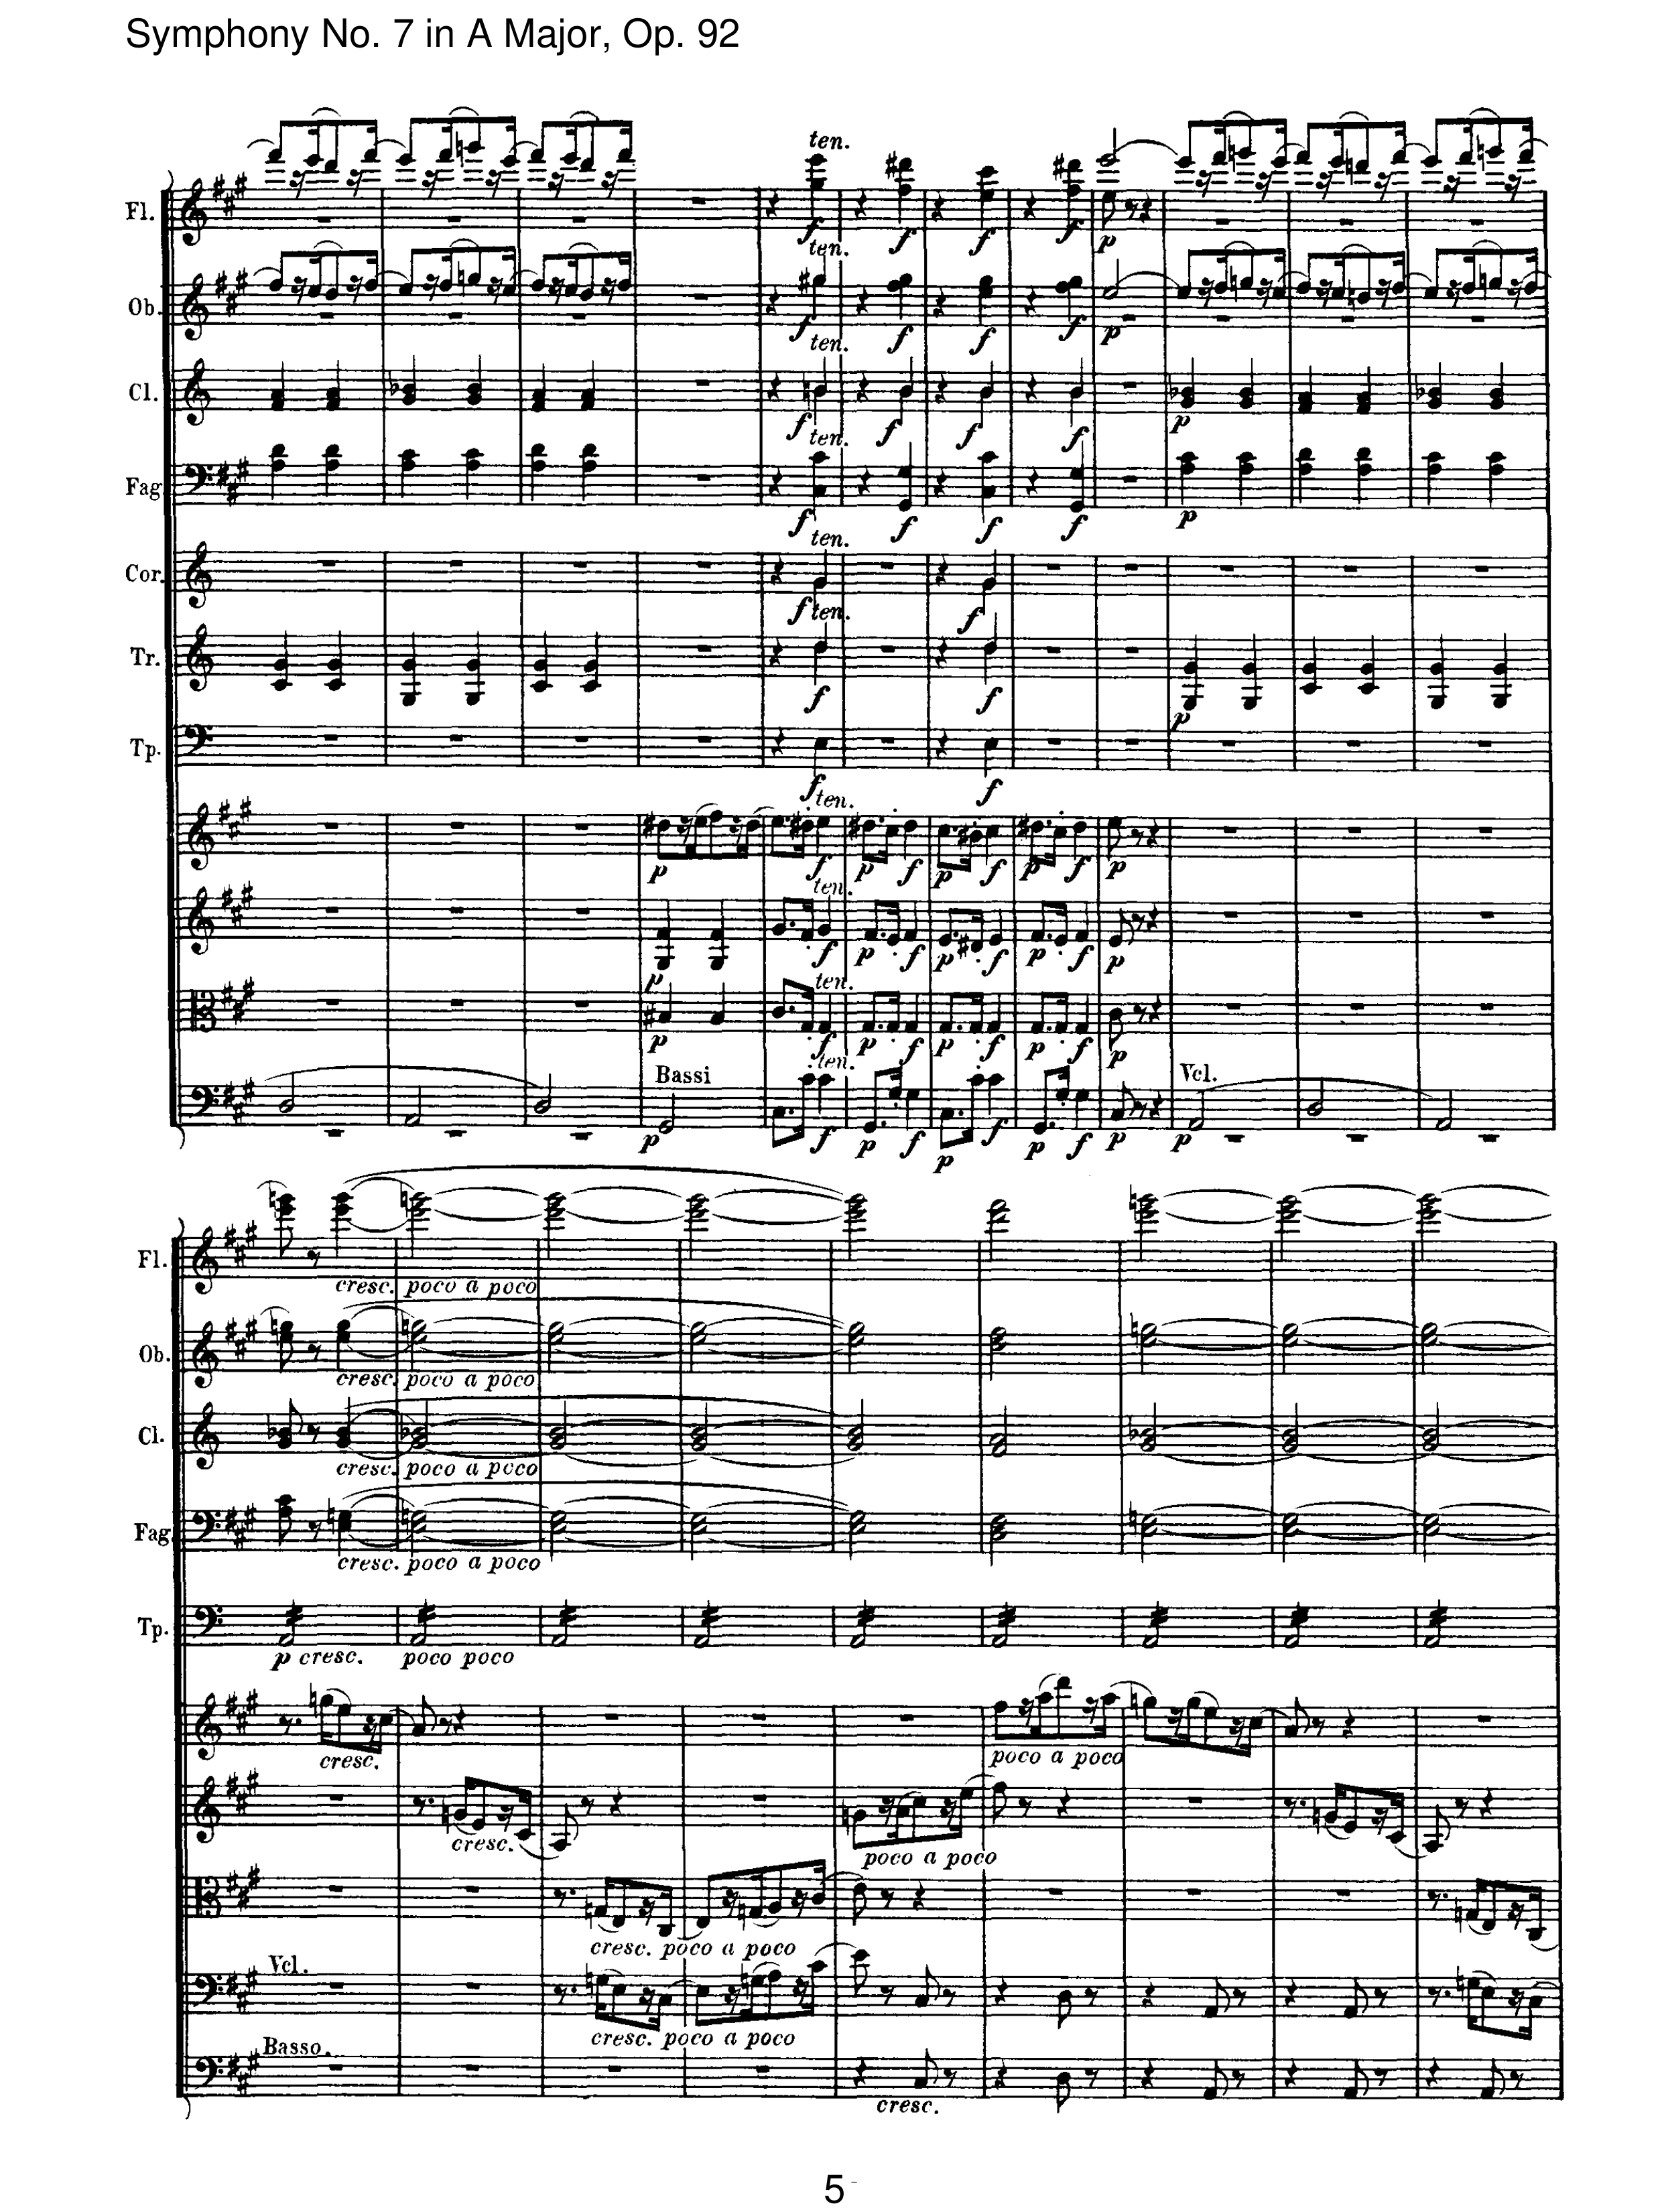 Symphony No. 7 in A Major, Op. 92
ten.
Fl. f f f f p
ten.
Ob. f f f f p
ten.
Cl. f f f f p
ten.
Fag f f f f p
ten.
Cor. f f
ten.
Tr. f f p
Tp. f f
ten.
p f p f p f p f p
ten.
p f p f p f p f p
ten.
p f p f p f p f p
Bassi ten. Vcl.
p f p f p f p f p p
Fl.
cresc. poco a poco
Ob.
cresc. poco a poco
Cl.
cresc. poco a poco
Fag
cresc. poco a poco
Tp.
p cresc. poco poco
cresc. poco a poco
cresc. poco a poco
cresc. poco a poco
Vcl.
cresc. poco a poco
Basso.
cresc.
5